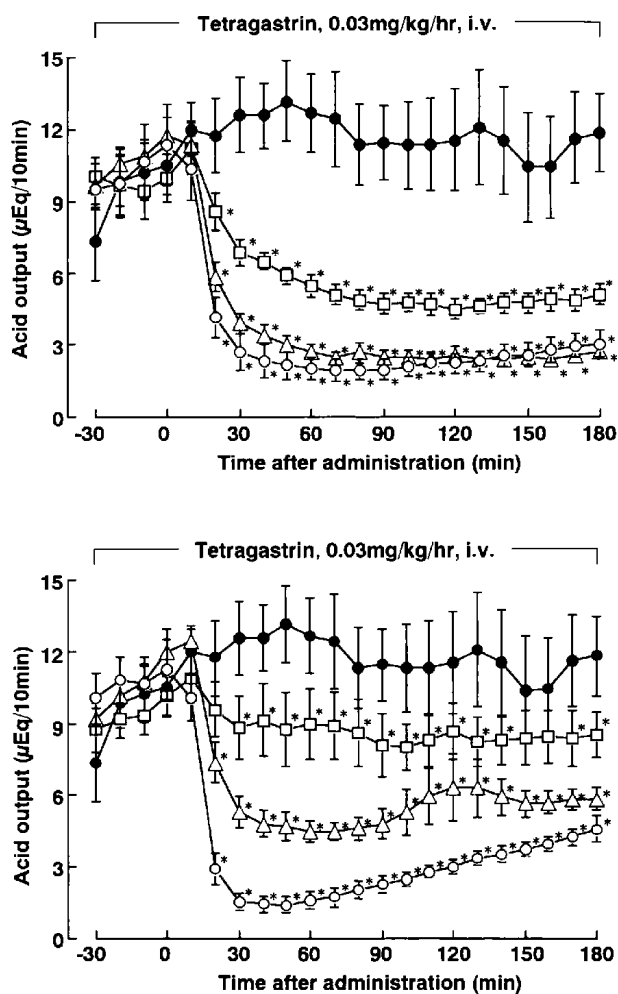 Tetragastrin, 0.03mg/kg/hr, i.v.
15
12
9
6
3
0
Acid output (µEq/10min)
-30 0 30 60 90 120 150 180
Time after administration (min)
Tetragastrin, 0.03mg/kg/hr, i.v.
15
12
9
6
3
0
Acid output (µEq/10min)
-30 0 30 60 90 120 150 180
Time after administration (min)